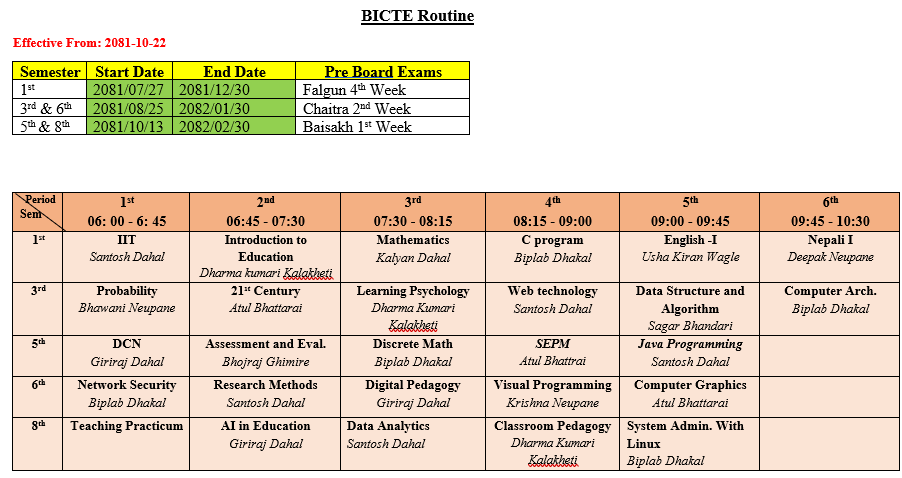 BICTE Routine
Effective From: 2081-10-22
Semester Start Date End Date Pre Board Exams
1st 2081/07/27 2081/12/30 Falgun 4th Week
3rd & 6th 2081/08/25 2082/01/30 Chaitra 2nd Week
5th & 8th 2081/10/13 2082/02/30 Baisakh 1st Week
Period 1st 2nd 3rd 4th 5th 6th
Sem 06: 00 - 6: 45 06:45 - 07:30 07:30 - 08:15 08:15 - 09:00 09:00 - 09:45 09:45 - 10:30
1st IIT Introduction to Mathematics C program English -I Nepali I
Santosh Dahal Education Kalyan Dahal Biplab Dhakal Usha Kiran Wagle Deepak Neupane
Dharma kumari Kalakheti
3rd Probability 21st Century Learning Psychology Web technology Data Structure and Computer Arch.
Bhawani Neupane Atul Bhattarai Dharma Kumari Santosh Dahal Algorithm Biplab Dhakal
Kalakheti Sagar Bhandari
5th DCN Assessment and Eval. Discrete Math SEPM Java Programming
Giriraj Dahal Bhojraj Ghimire Biplab Dhakal Atul Bhattrai Santosh Dahal
6th Network Security Research Methods Digital Pedagogy Visual Programming Computer Graphics
Biplab Dhakal Santosh Dahal Giriraj Dahal Krishna Neupane Atul Bhattarai
8th Teaching Practicum AI in Education Data Analytics Classroom Pedagogy System Admin. With
Giriraj Dahal Santosh Dahal Dharma Kumari Linux
Kalakheti Biplab Dhakal